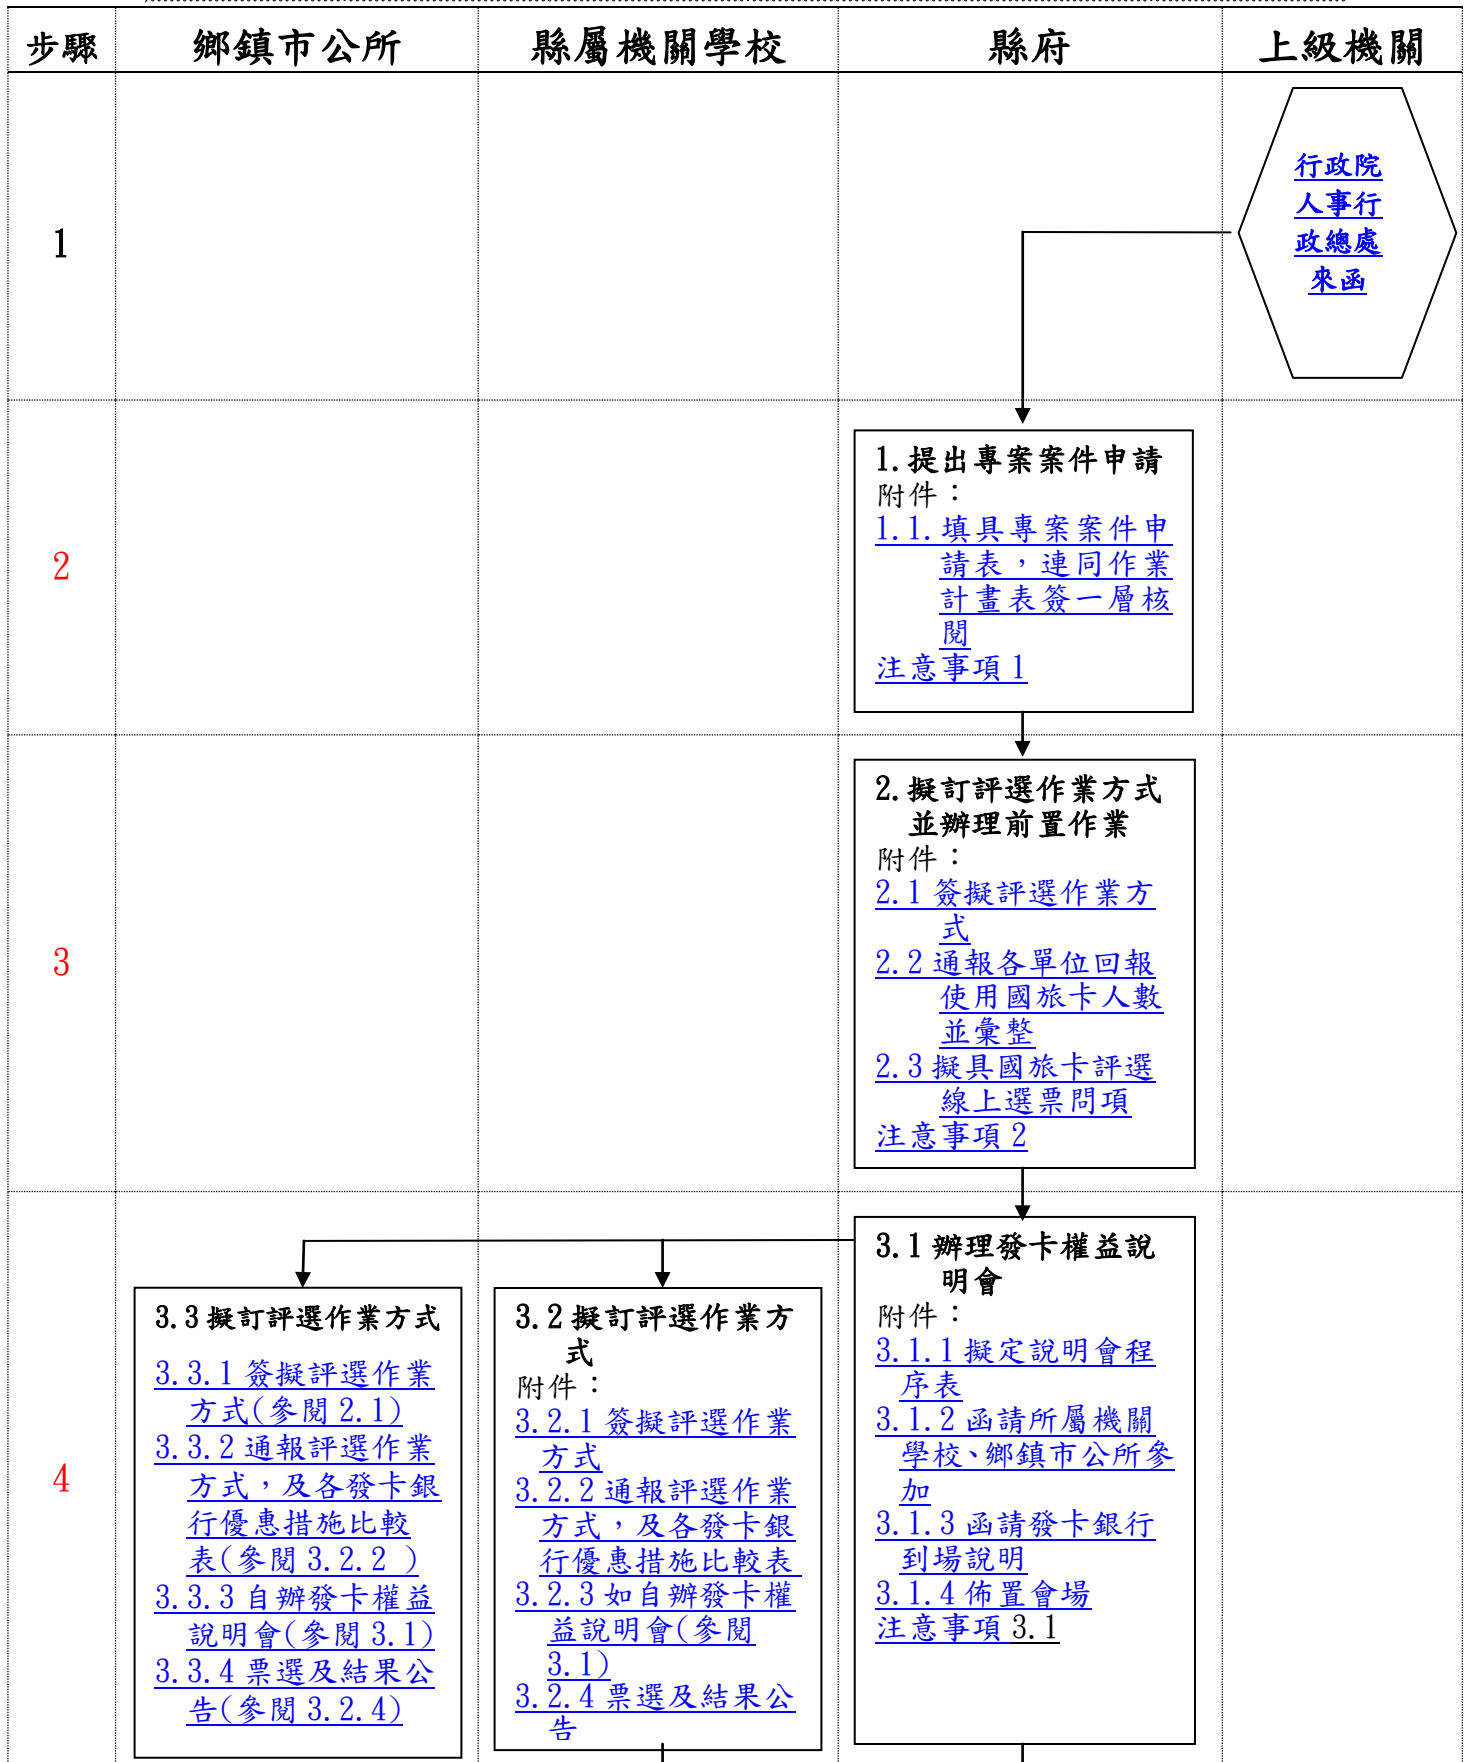 步驟 鄉鎮市公所 縣屬機關學校 縣府 上級機關
1
行政院
人事行
政總處
來函
2
1.提出專案案件申請
附件：
1.1.填具專案案件申
請表，連同作業
計畫表簽一層核
閱
注意事項 1
3
2.擬訂評選作業方式
並辦理前置作業
附件：
2.1 簽擬評選作業方
式
2.2 通報各單位回報
使用國旅卡人數
並彙整
2.3 擬具國旅卡評選
線上選票問項
注意事項 2
4
3.3 擬訂評選作業方式
3.3.1 簽擬評選作業
方式(參閱 2.1)
3.3.2 通報評選作業
方式，及各發卡銀
行優惠措施比較
表(參閱 3.2.2 )
3.3.3 自辦發卡權益
說明會(參閱 3.1)
3.3.4 票選及結果公
告(參閱 3.2.4)
3.2 擬訂評選作業方
式
附件：
3.2.1 簽擬評選作業
方式
3.2.2 通報評選作業
方式，及各發卡銀
行優惠措施比較表
3.2.3 如自辦發卡權
益說明會(參閱
3.1)
3.2.4 票選及結果公
告
3.1 辦理發卡權益說
明會
附件：
3.1.1 擬定說明會程
序表
3.1.2 函請所屬機關
學校、鄉鎮市公所參
加
3.1.3 函請發卡銀行
到場說明
3.1.4 佈置會場
注意事項 3.1